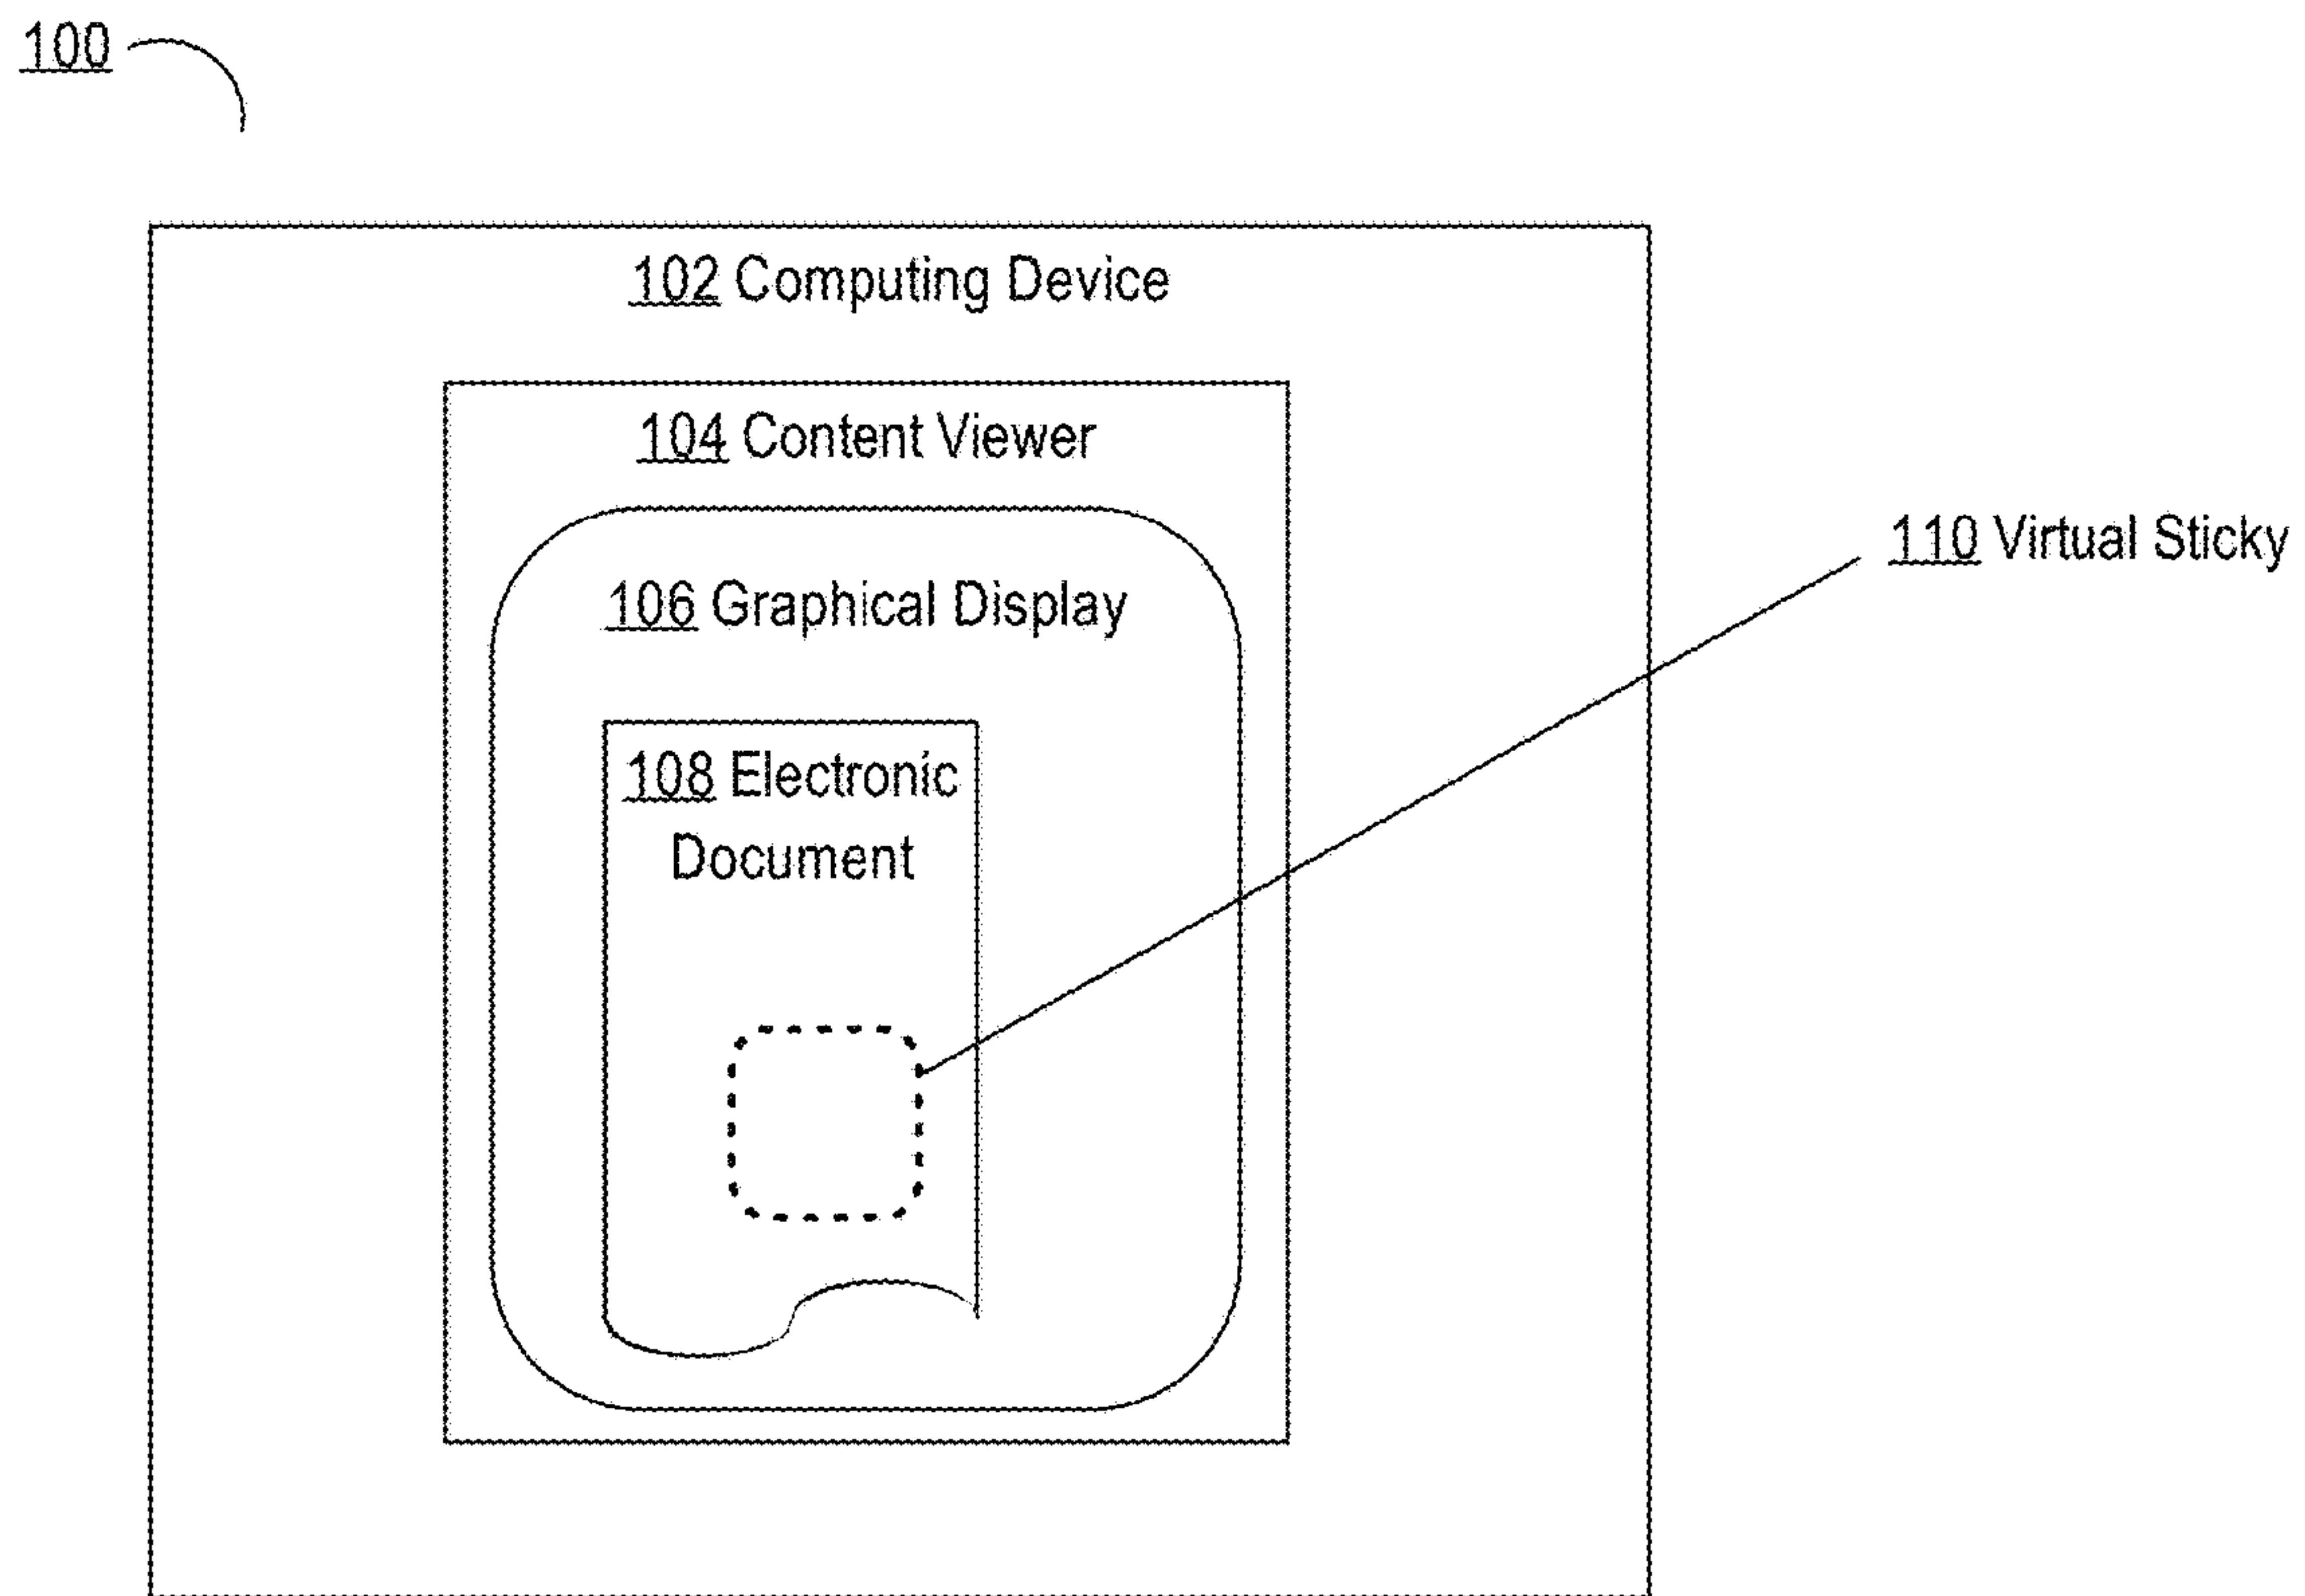 100
102 Computing Device
104 Content Viewer
110 Virtual Sticky
106 Graphical Display
108 Electronic
Document